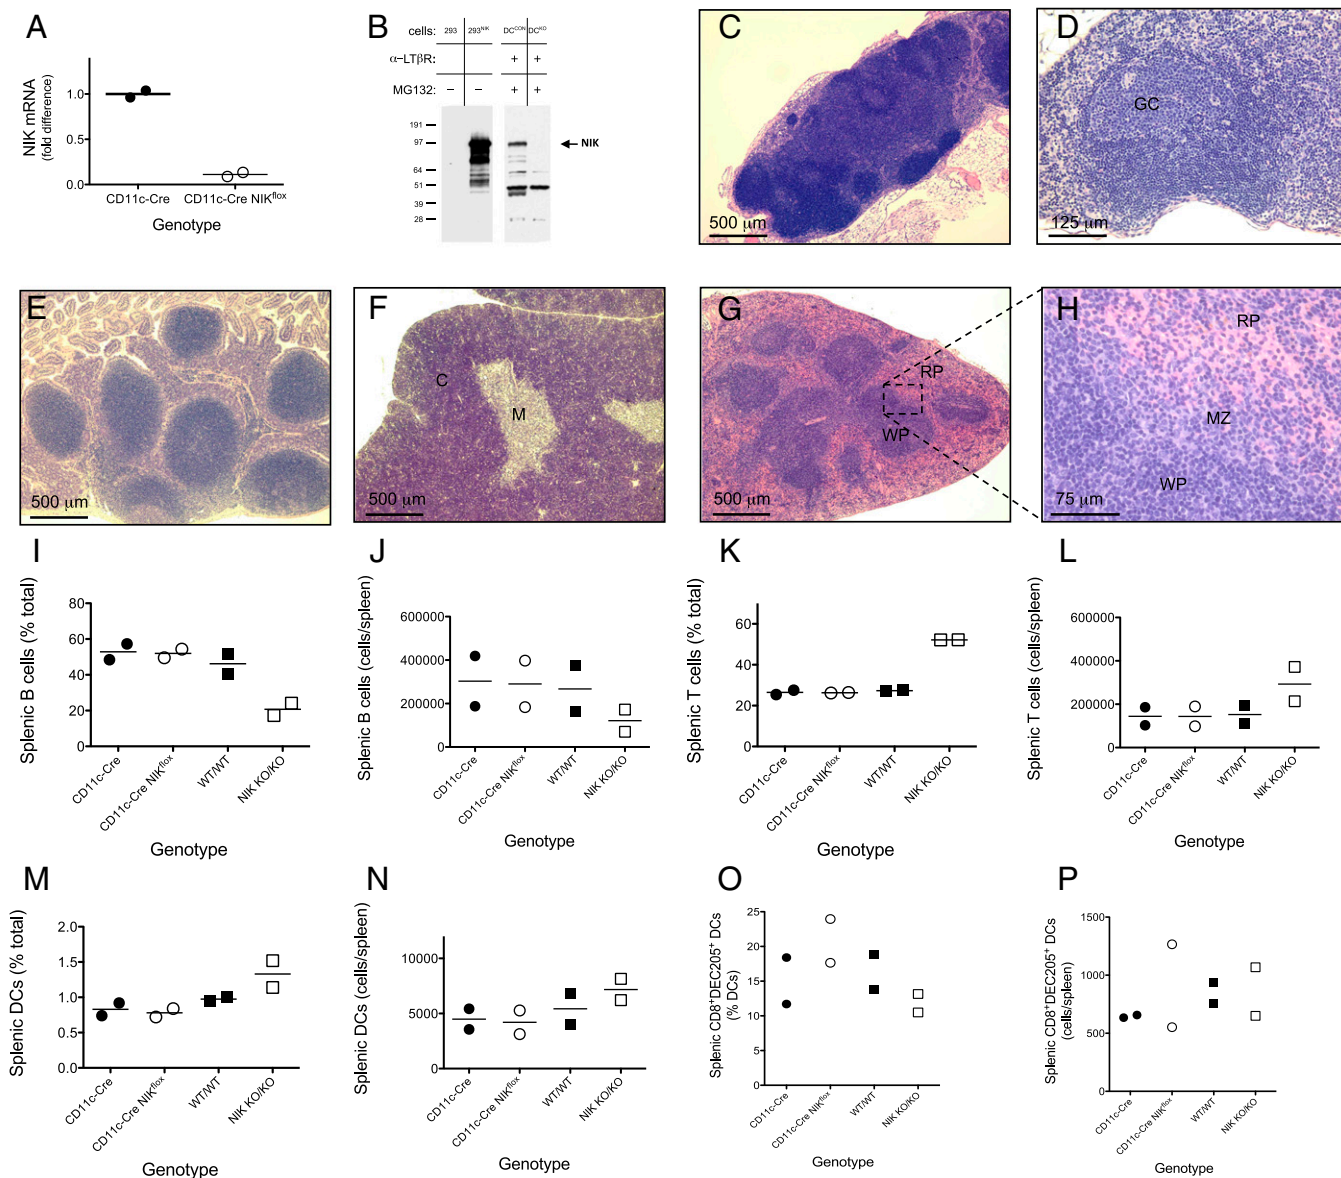 A
NIK mRNA
(fold difference)
1.0
0.5
0.0
CD11c-Cre CD11c-Cre NIKflox
Genotype
B
cells: 293 293NIK DCCON DCKO
α-LTβR: + +
MG132: – – + +
191
97
64
51
39
28
NIK
C
500 μm
D
GC
125 μm
E
500 μm
F
C
M
500 μm
G
RP
WP
500 μm
H
RP
MZ
WP
75 μm
I
Splenic B cells (% total)
80
60
40
20
0
CD11c-Cre
CD11c-Cre NIKflox
WT/WT
NIK KO/KO
Genotype
J
Splenic B cells (cells/spleen)
600000
400000
200000
0
CD11c-Cre
CD11c-Cre NIKflox
WT/WT
NIK KO/KO
Genotype
K
Splenic T cells (% total)
60
40
20
0
CD11c-Cre
CD11c-Cre NIKflox
WT/WT
NIK KO/KO
Genotype
L
Splenic T cells (cells/spleen)
600000
400000
200000
0
CD11c-Cre
CD11c-Cre NIKflox
WT/WT
NIK KO/KO
Genotype
M
Splenic DCs (% total)
2.0
1.5
1.0
0.5
0.0
CD11c-Cre
CD11c-Cre NIKflox
WT/WT
NIK KO/KO
Genotype
N
Splenic DCs (cells/spleen)
10000
5000
0
CD11c-Cre
CD11c-Cre NIKflox
WT/WT
NIK KO/KO
Genotype
O
Splenic CD8+DEC205+ DCs
(% DCs)
25
20
15
10
5
0
CD11c-Cre
CD11c-Cre NIKflox
WT/WT
NIK KO/KO
Genotype
P
Splenic CD8+DEC205+ DCs
(cells/spleen)
1500
1000
500
0
CD11c-Cre
CD11c-Cre NIKflox
WT/WT
NIK KO/KO
Genotype